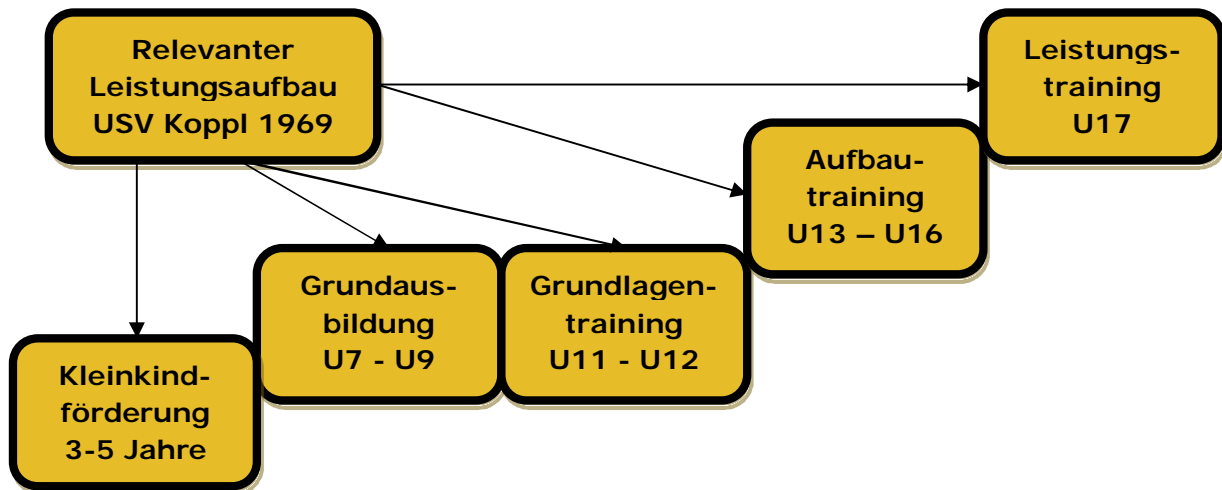 Relevanter
Leistungsaufbau
USV Koppl 1969
Leistungs-
training
U17
Aufbau-
training
U13 – U16
Grundaus-
bildung
U7 - U9
Grundlagen-
training
U11 - U12
Kleinkind-
förderung
3-5 Jahre